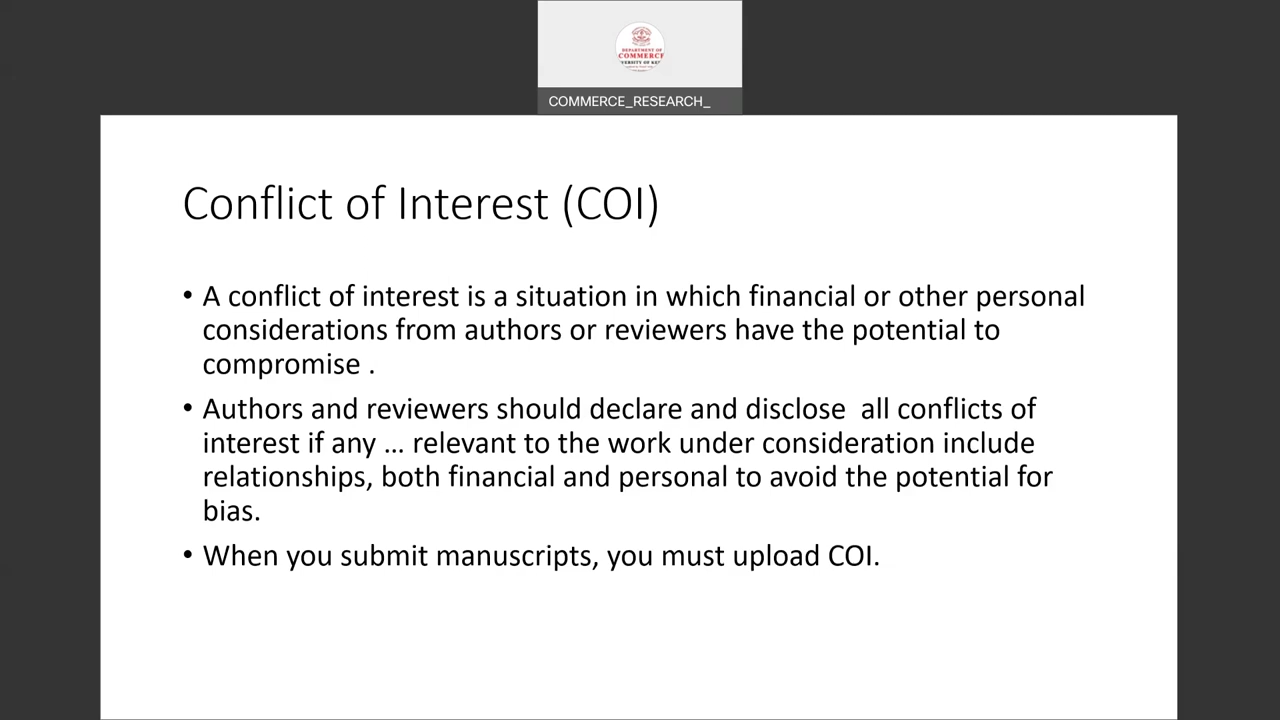 DEPARTMENT OF
COMMERCE
COMMERCE_RESEARCH_
Conflict of Interest (COI)
• A conflict of interest is a situation in which financial or other personal
considerations from authors or reviewers have the potential to
compromise .
• Authors and reviewers should declare and disclose  all conflicts of
interest if any ... relevant to the work under consideration include
relationships, both financial and personal to avoid the potential for
bias.
• When you submit manuscripts, you must upload COI.